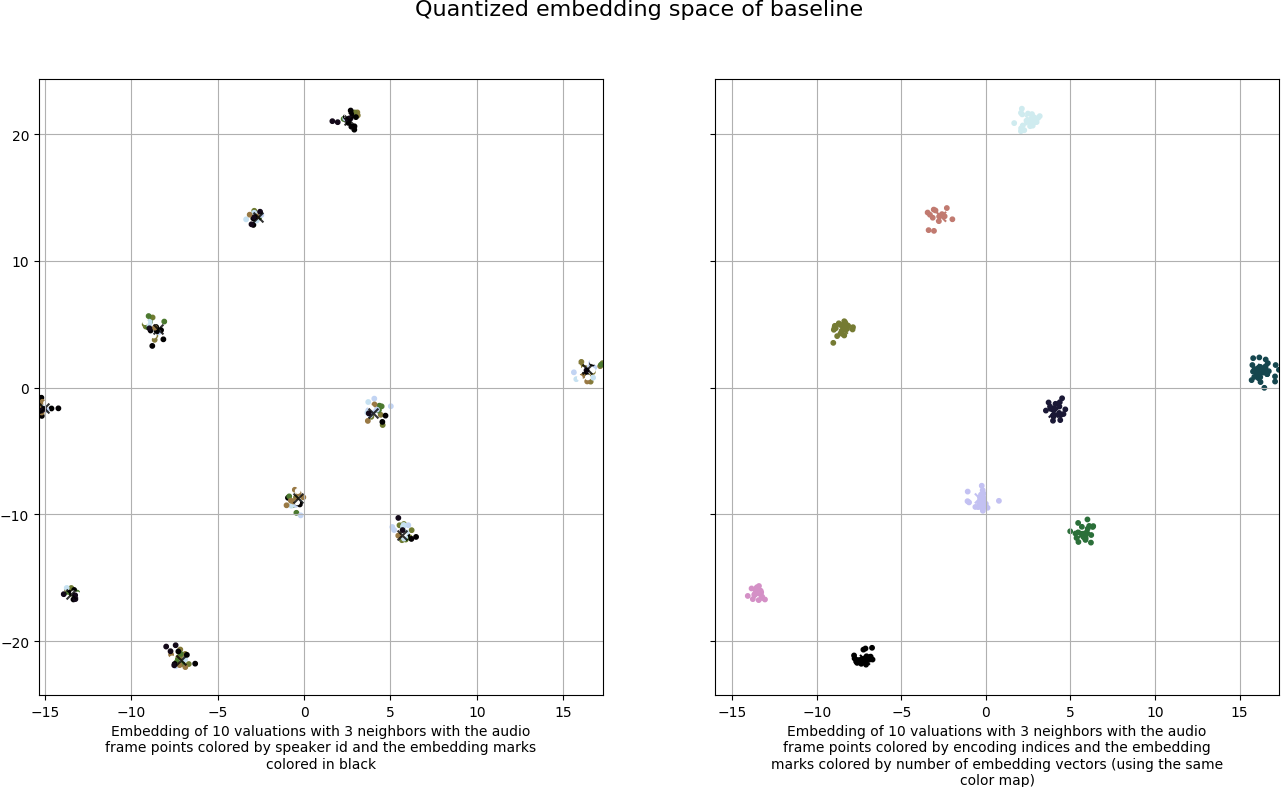 Quantized embedding space of baseline
20
10
0
−10
−20
−15
−10
−5
0
5
10
15
−15
−10
−5
0
5
10
15
Embedding of 10 valuations with 3 neighbors with the audio
frame points colored by speaker id and the embedding marks
colored in black
Embedding of 10 valuations with 3 neighbors with the audio
frame points colored by encoding indices and the embedding
marks colored by number of embedding vectors (using the same
color map)